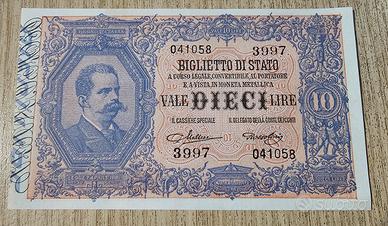 041058 3997
BIGLIETTO DI STATO
A CORSO LEGALE, CONVERTIBILE, AL PORTATORE
E A VISTA, IN MONETA METALLICA
VALE DIECI LIRE
10
IL CASSIERE SPECIALE IL DELEGATO DELLA CORTE DEI CONTI
3997 041058
subito